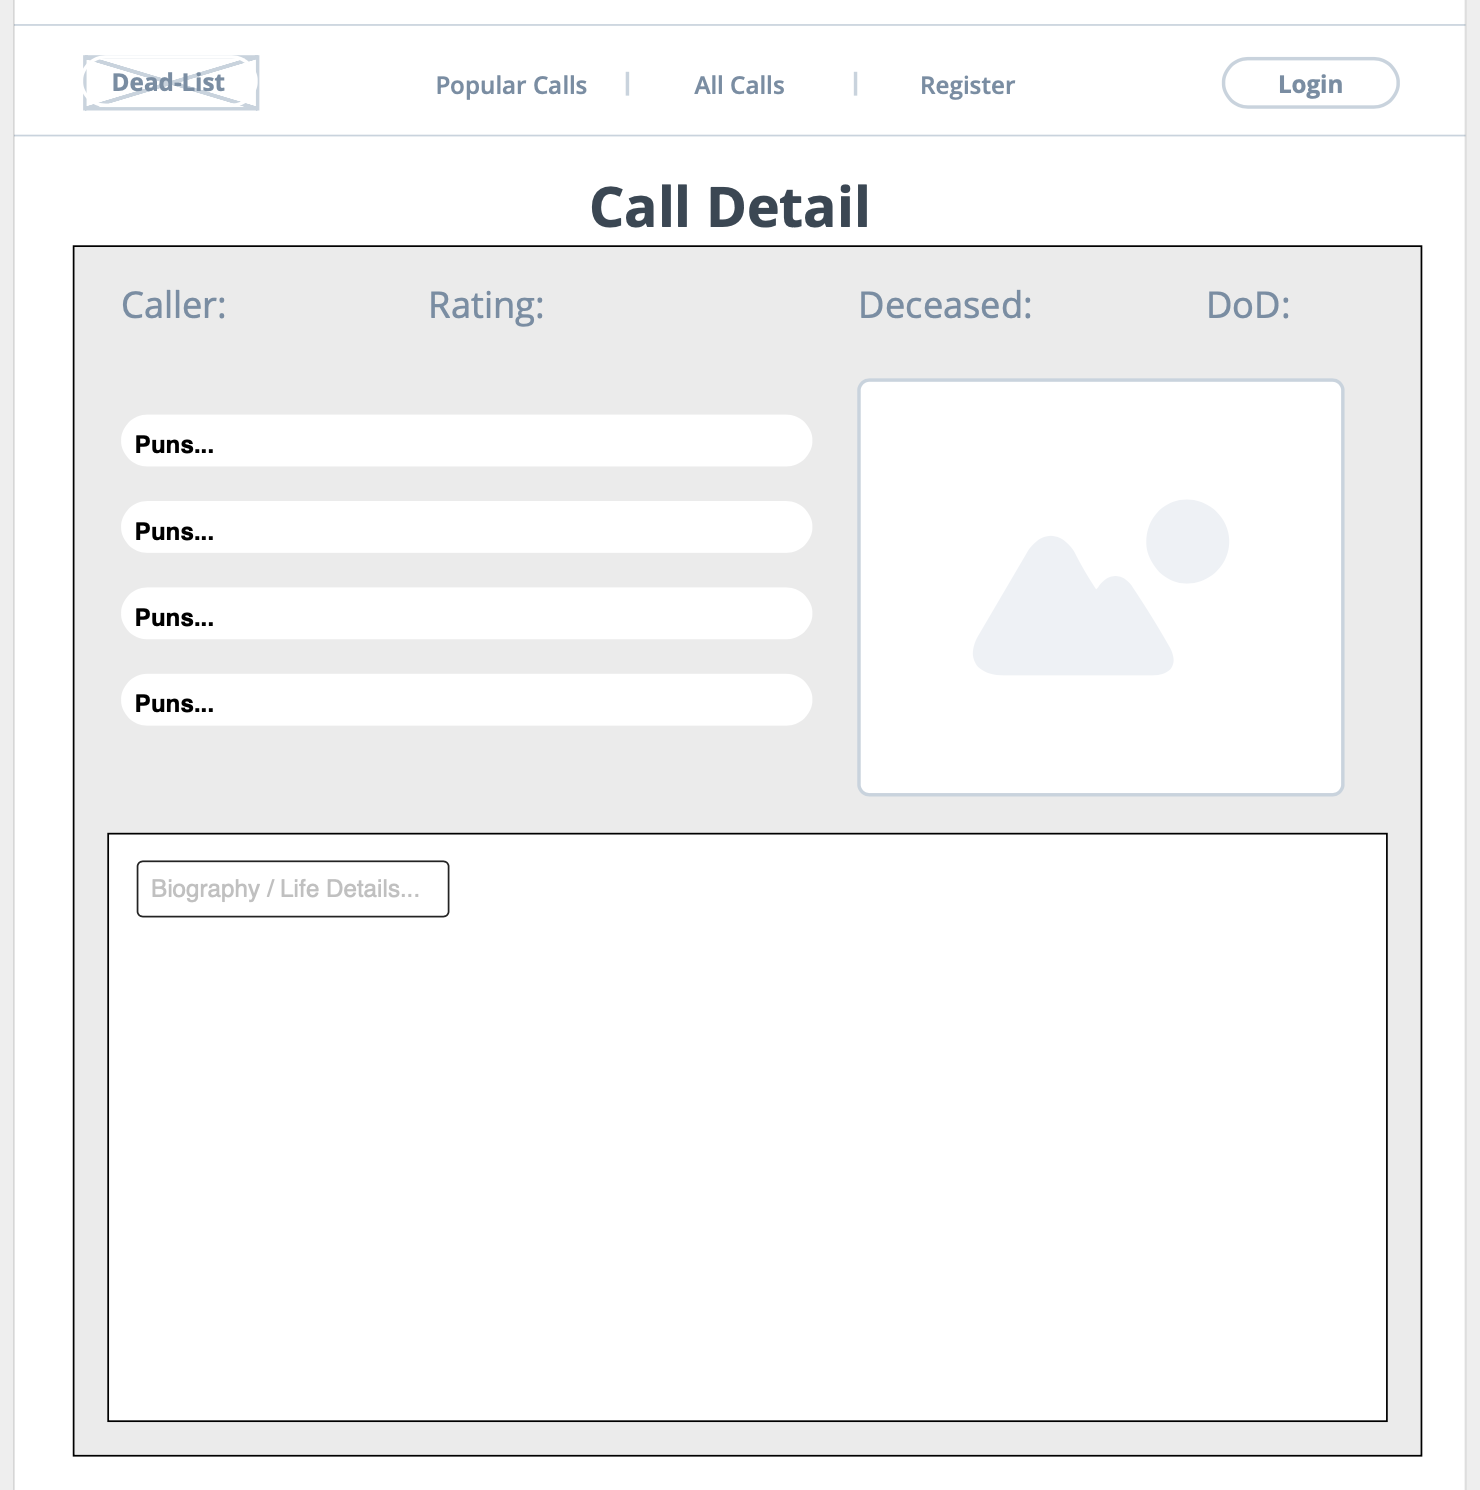 Dead-List
Popular Calls | All Calls | Register
Login
Call Detail
Caller: Rating: Deceased: DoD:
Puns...
Puns...
Puns...
Puns...
Biography / Life Details...